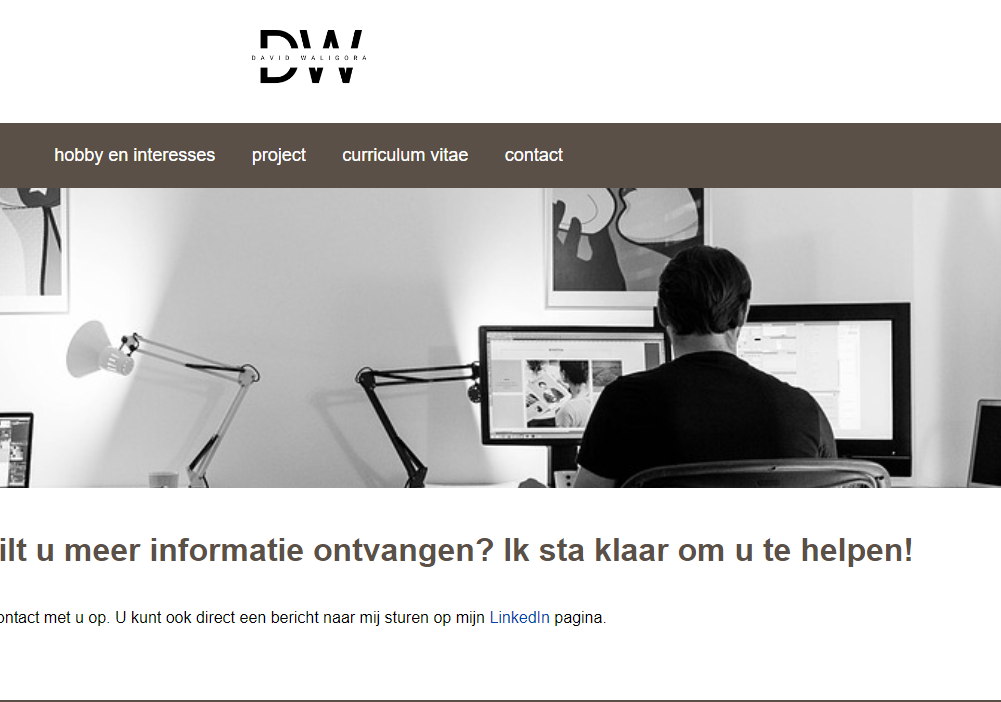 DW
DAVID WALIGORA
hobby en interesses project curriculum vitae contact
ilt u meer informatie ontvangen? Ik sta klaar om u te helpen!
ontact met u op. U kunt ook direct een bericht naar mij sturen op mijn LinkedIn pagina.